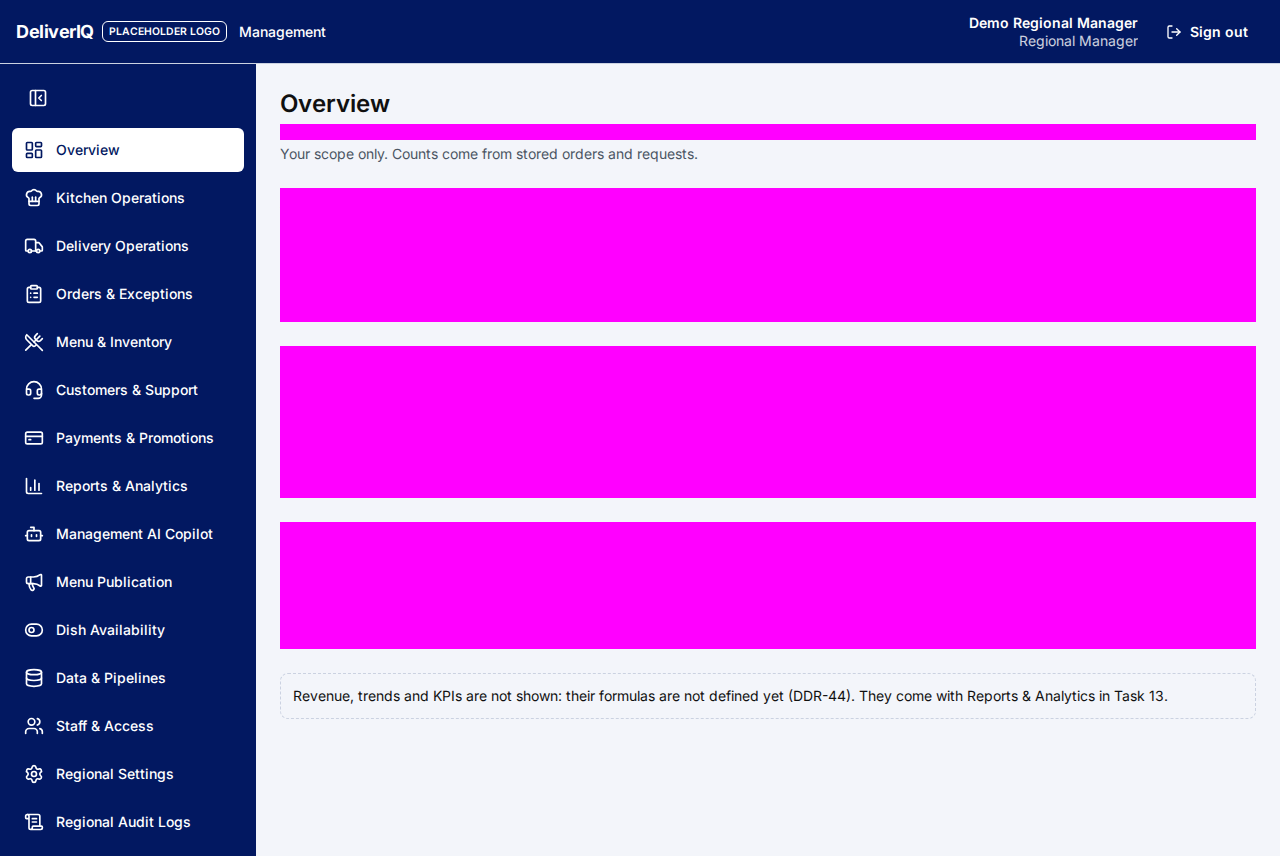 DeliverIQ PLACEHOLDER LOGO Management
Demo Regional Manager
Regional Manager
Sign out
Overview
Kitchen Operations
Delivery Operations
Orders & Exceptions
Menu & Inventory
Customers & Support
Payments & Promotions
Reports & Analytics
Management AI Copilot
Menu Publication
Dish Availability
Data & Pipelines
Staff & Access
Regional Settings
Regional Audit Logs
Overview
Your scope only. Counts come from stored orders and requests.
Revenue, trends and KPIs are not shown: their formulas are not defined yet (DDR-44). They come with Reports & Analytics in Task 13.